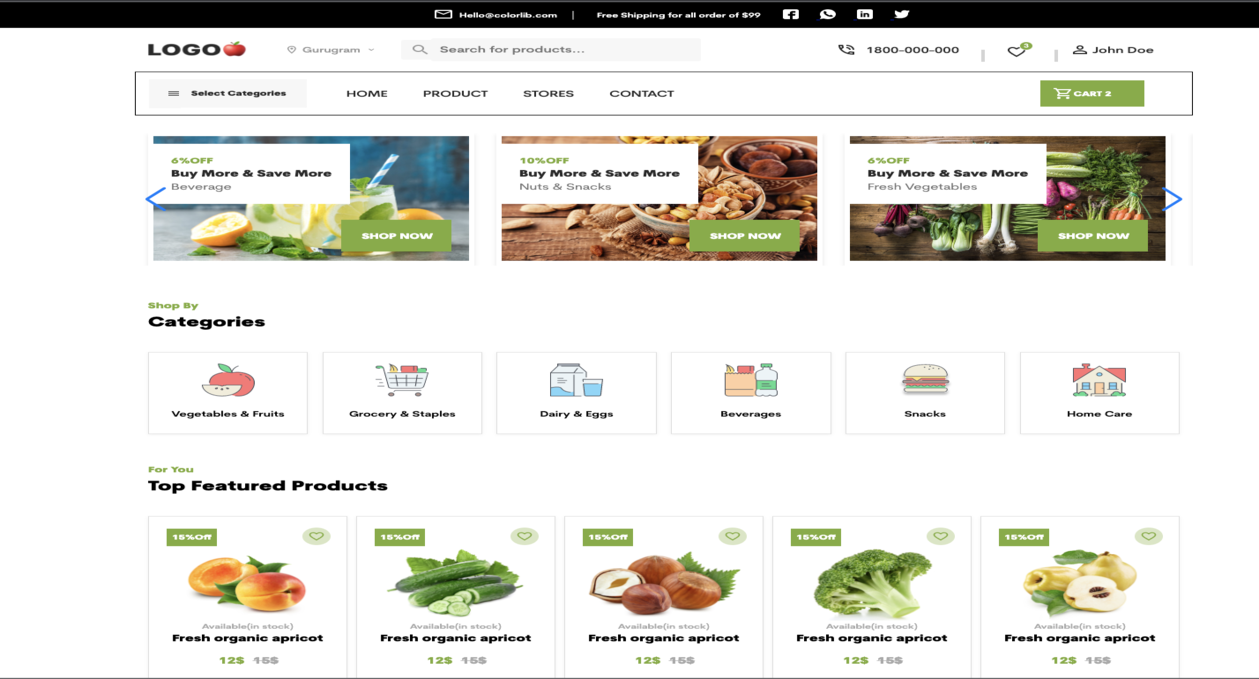 Hello@colorlib.com | Free Shipping for all order of $99
LOGO Gurugram Search for products... 1800-000-000 3 John Doe
Select Categories HOME PRODUCT STORES CONTACT CART 2
6%OFF
Buy More & Save More
Beverage
SHOP NOW
10%OFF
Buy More & Save More
Nuts & Snacks
SHOP NOW
6%OFF
Buy More & Save More
Fresh Vegetables
SHOP NOW
Shop By
Categories
Vegetables & Fruits
Grocery & Staples
Dairy & Eggs
Beverages
Snacks
Home Care
For You
Top Featured Products
15%Off
Available(in stock)
Fresh organic apricot
12$ 15$
15%Off
Available(in stock)
Fresh organic apricot
12$ 15$
15%Off
Available(in stock)
Fresh organic apricot
12$ 15$
15%Off
Available(in stock)
Fresh organic apricot
12$ 15$
15%Off
Available(in stock)
Fresh organic apricot
12$ 15$